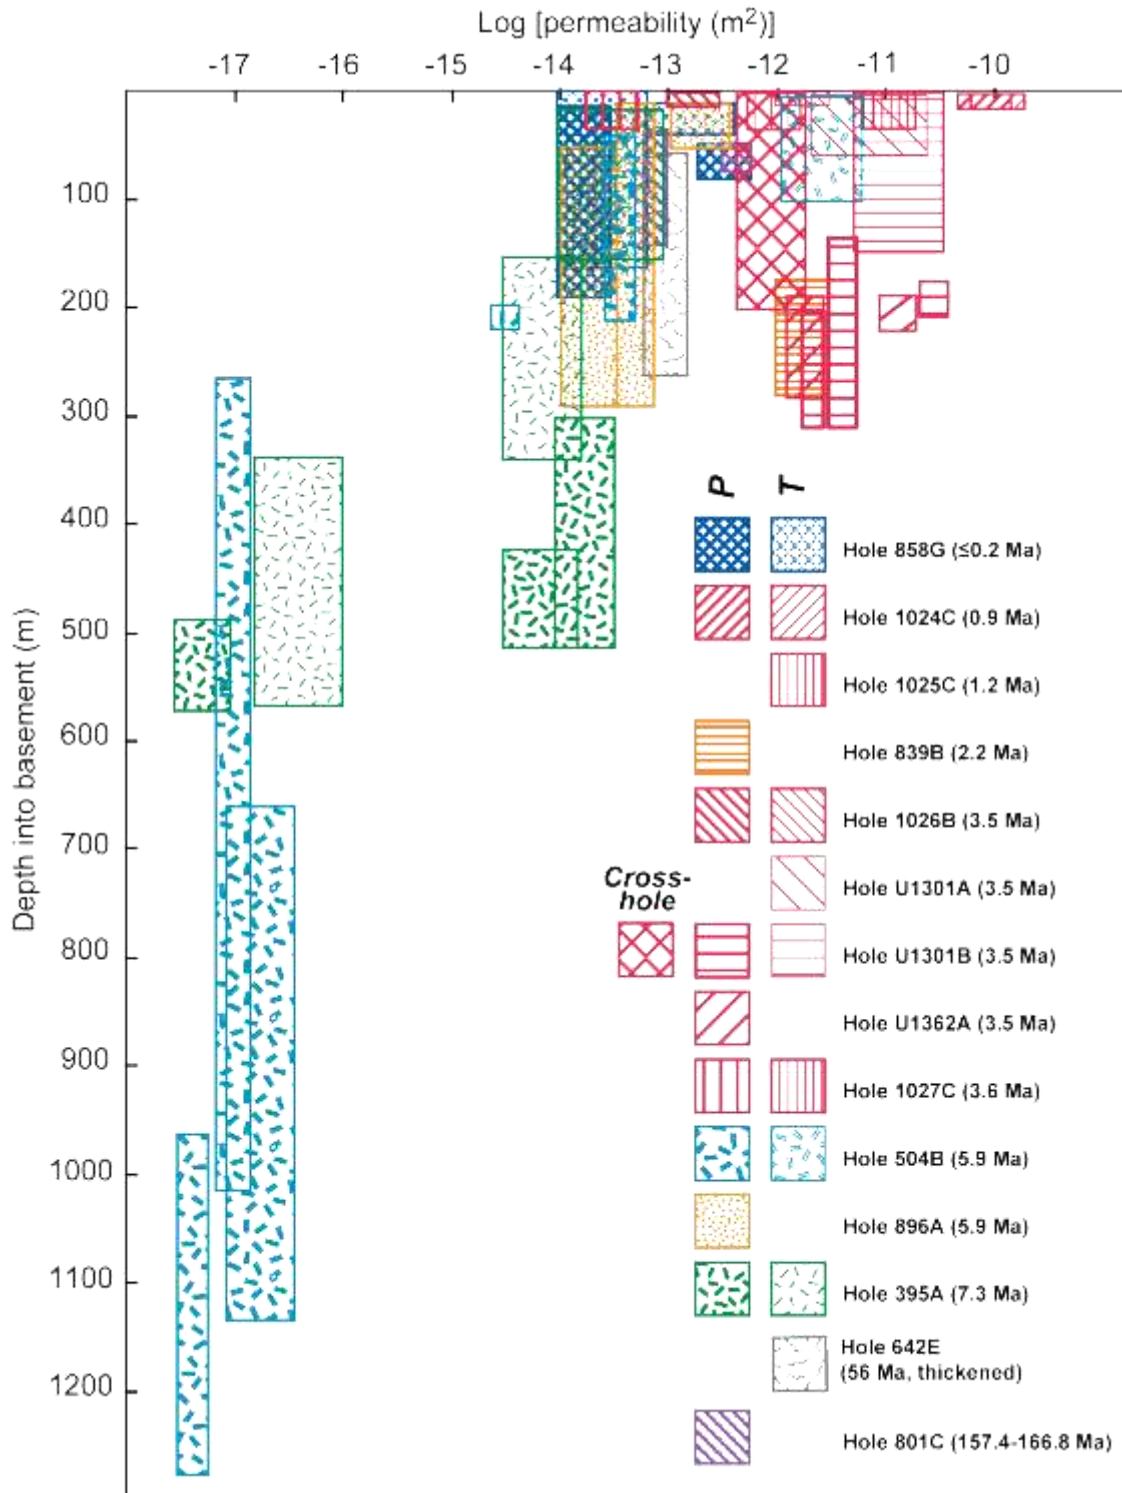 Log [permeability (m²)]
-17 -16 -15 -14 -13 -12 -11 -10
Depth into basement (m)
100
200
300
400
500
600
700
800
900
1000
1100
1200
P T
Hole 858G (≤0.2 Ma)
Hole 1024C (0.9 Ma)
Hole 1025C (1.2 Ma)
Hole 839B (2.2 Ma)
Hole 1026B (3.5 Ma)
Hole U1301A (3.5 Ma)
Cross-
hole
Hole U1301B (3.5 Ma)
Hole U1362A (3.5 Ma)
Hole 1027C (3.6 Ma)
Hole 504B (5.9 Ma)
Hole 896A (5.9 Ma)
Hole 395A (7.3 Ma)
Hole 642E
(56 Ma, thickened)
Hole 801C (157.4-166.8 Ma)